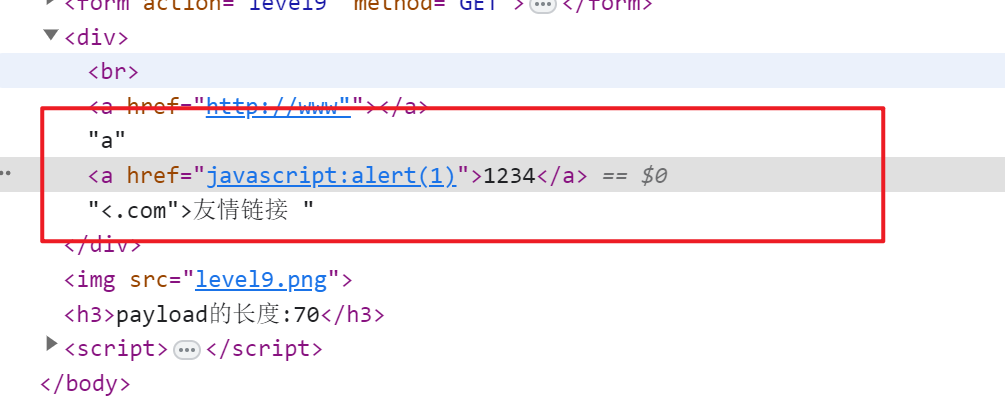 <form action="level9" method="GET">…</form>
<div>
<br>
<a href="http://www""></a>
"a"
<a href="javascript:alert(1)">1234</a> == $0
"<.com">友情链接 "
</div>
<img src="level9.png">
<h3>payload的长度:70</h3>
<script>…</script>
</body>